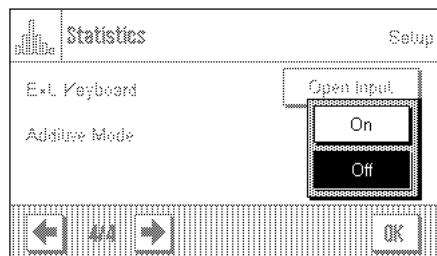 Statistics
Setup
Ext. Keyboard
Open Input
Additive Mode
On
Off
4/4
OK